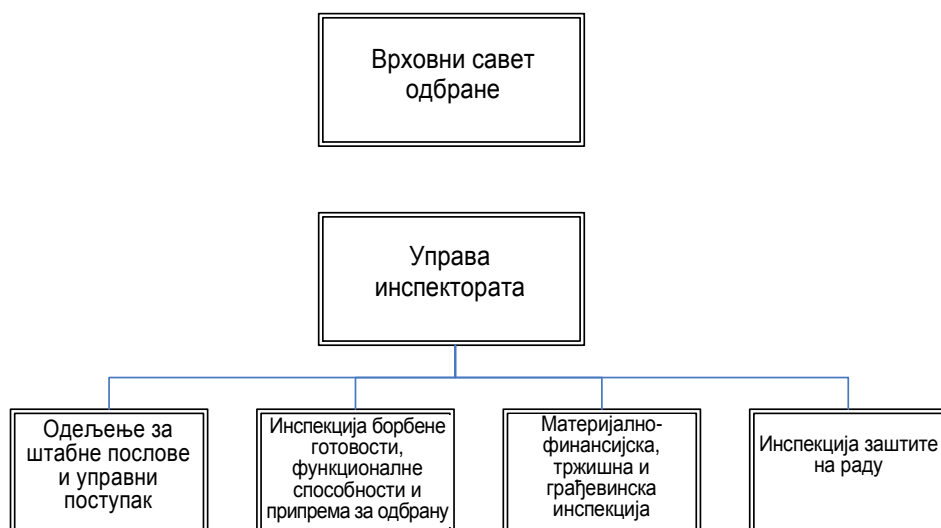 Врховни савет
одбране
Управа
инспектората
Одељење за
штабне послове
и управни
поступак
Инспекција борбене
готовости,
функционалне
способности и
припрема за одбрану
Материјално-
финансијска,
тржишна и
грађевинска
инспекција
Инспекција заштите
на раду